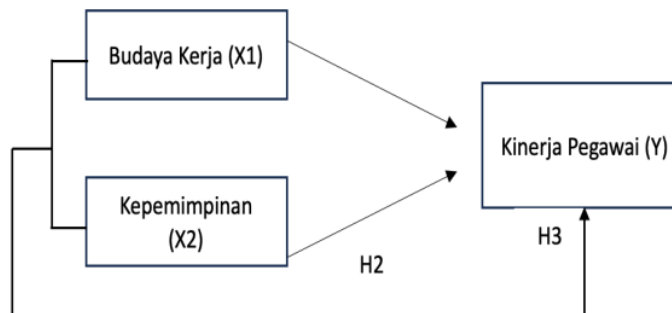 Budaya Kerja (X1)
Kinerja Pegawai (Y)
Kepemimpinan
(X2)
H3
H2